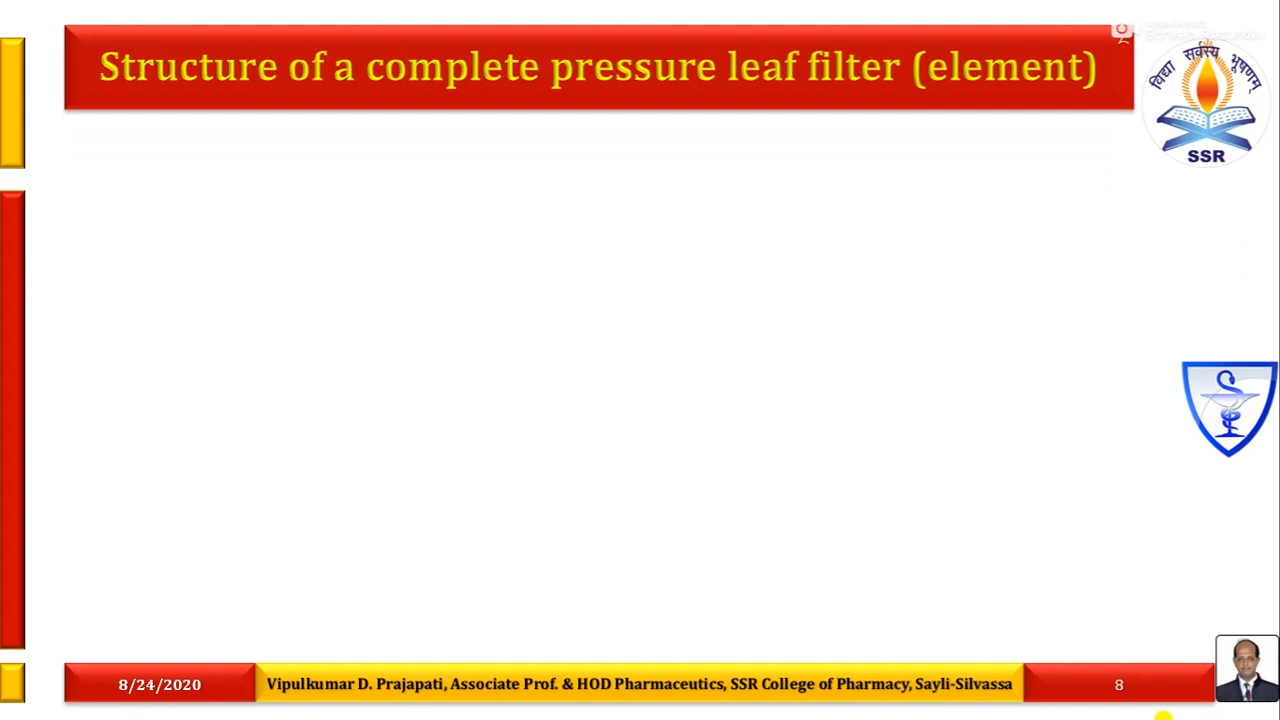 Structure of a complete pressure leaf filter (element)
विद्या सर्वस्य भूषणम्
SSR
8/24/2020
Vipulkumar D. Prajapati, Associate Prof. & HOD Pharmaceutics, SSR College of Pharmacy, Sayli-Silvassa
8